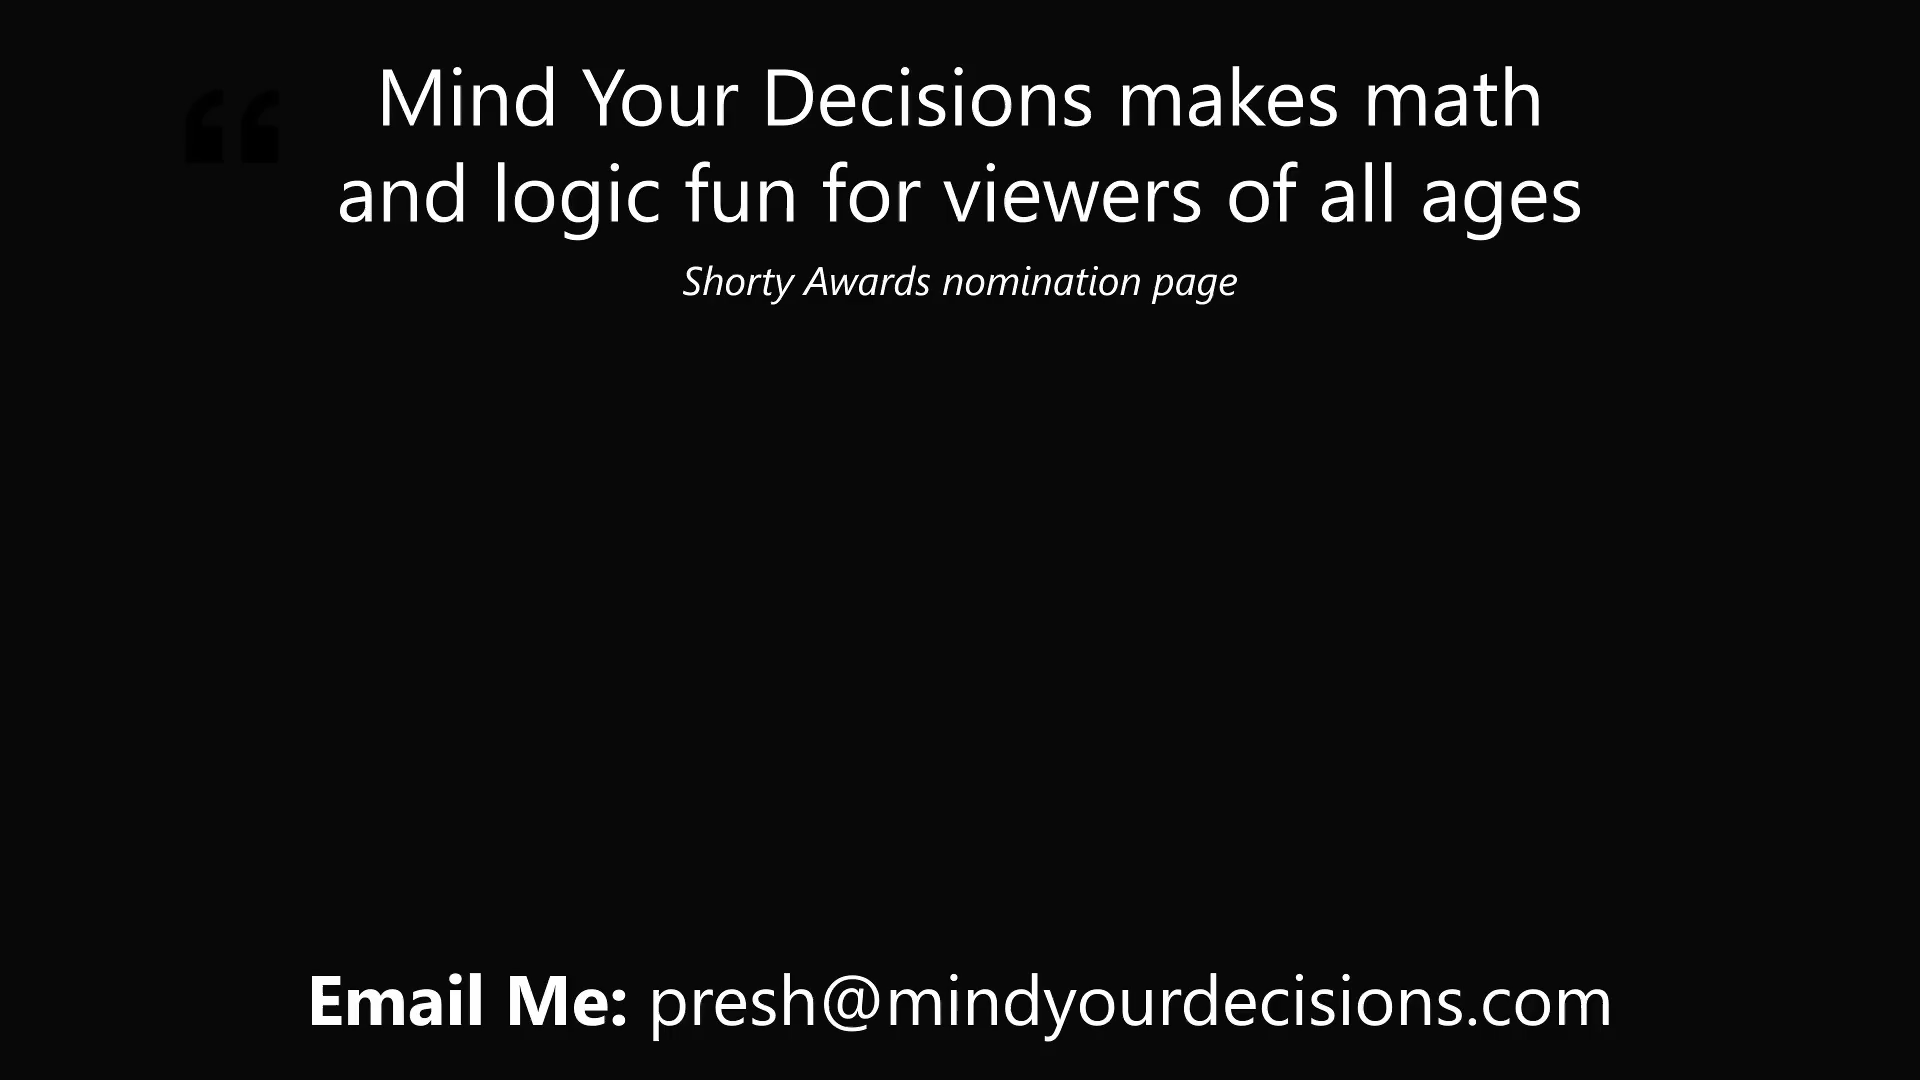 “
Mind Your Decisions makes math
and logic fun for viewers of all ages
Shorty Awards nomination page
Email Me: presh@mindyourdecisions.com